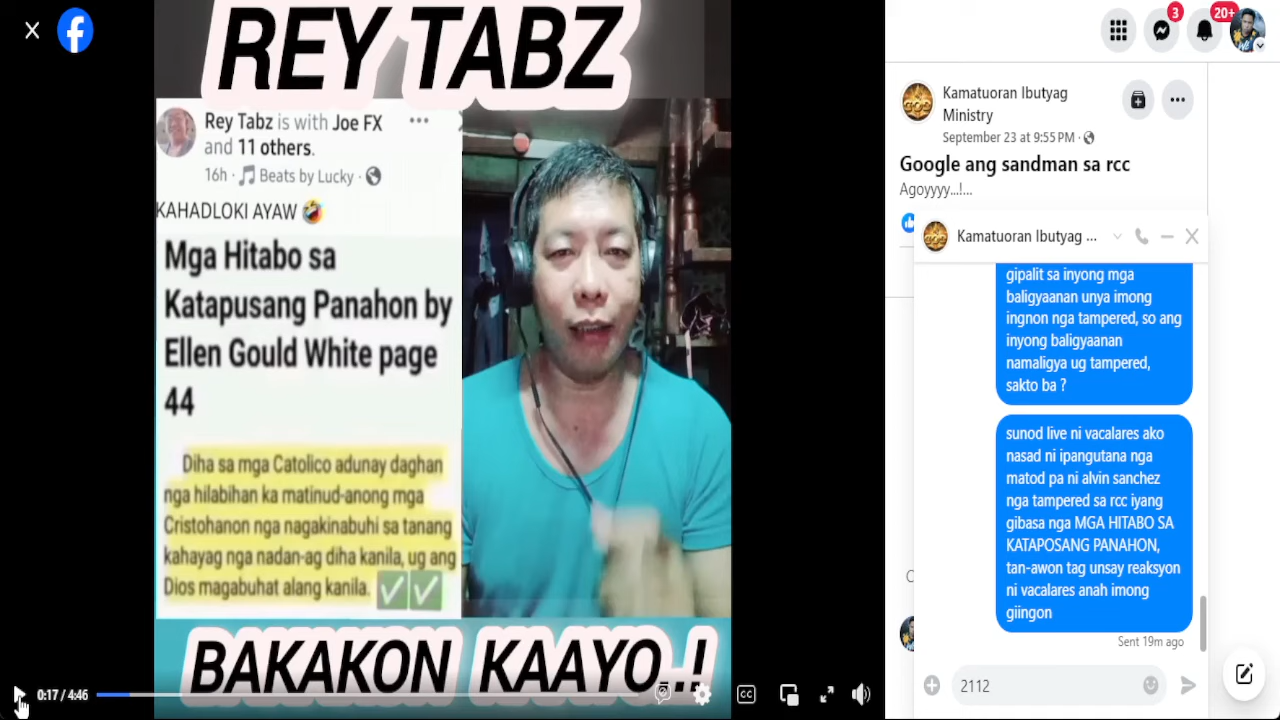 REY TABZ
Rey Tabz is with Joe FX
and 11 others.
16h · Beats by Lucky ·
KAHADLOKI AYAW 🤣
Mga Hitabo sa
Katapusang Panahon by
Ellen Gould White page
44
Diha sa mga Catolico adunay daghan
nga hilabihan ka matinud-anong mga
Cristohanon nga nagakinabuhi sa tanang
kahayag nga nadan-ag diha kanila, ug ang
Dios magabuhat alang kanila. ✅✅
BAKAKON KAAYO.!
0:17 / 4:46
CC
3
20+
Kamatuoran Ibutyag
Ministry
September 23 at 9:55 PM ·
Google ang sandman sa rcc
Agoyyyy...!...
Kamatuoran Ibutyag ...
gipalit sa inyong mga
baligyaanan unya imong
ingnon nga tampered, so ang
inyong baligyaanan
namaligya ug tampered,
sakto ba ?
sunod live ni vacalares ako
nasad ni ipangutana nga
matod pa ni alvin sanchez
nga tampered sa rcc iyang
gibasa nga MGA HITABO SA
KATAPOSANG PANAHON,
tan-awon tag unsay reaksyon
ni vacalares anah imong
giingon
Sent 19m ago
2112